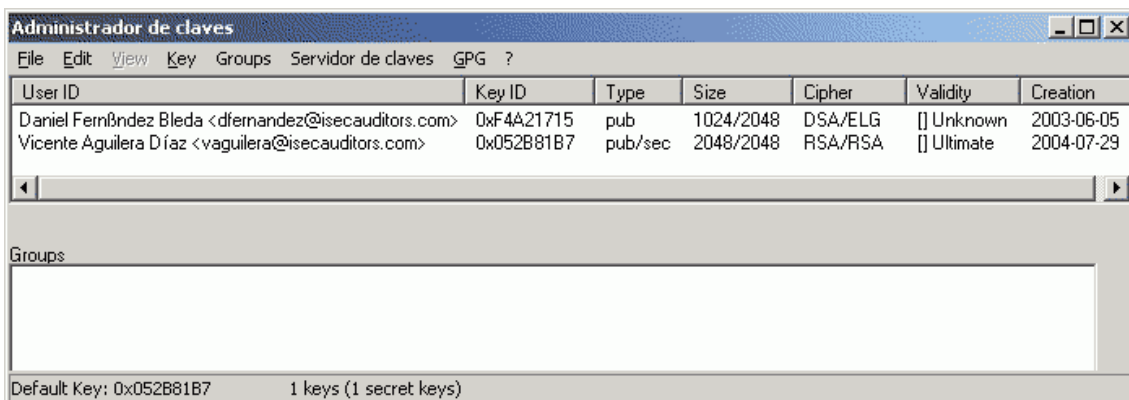 Administrador de claves
File Edit View Key Groups Servidor de claves GPG ?
User ID Key ID Type Size Cipher Validity Creation
Daniel Fernßndez Bleda <dfernandez@isecauditors.com> 0xF4A21715 pub 1024/2048 DSA/ELG [] Unknown 2003-06-05
Vicente Aguilera Díaz <vaguilera@isecauditors.com> 0x052B81B7 pub/sec 2048/2048 RSA/RSA [] Ultimate 2004-07-29
Groups
Default Key: 0x052B81B7 1 keys (1 secret keys)